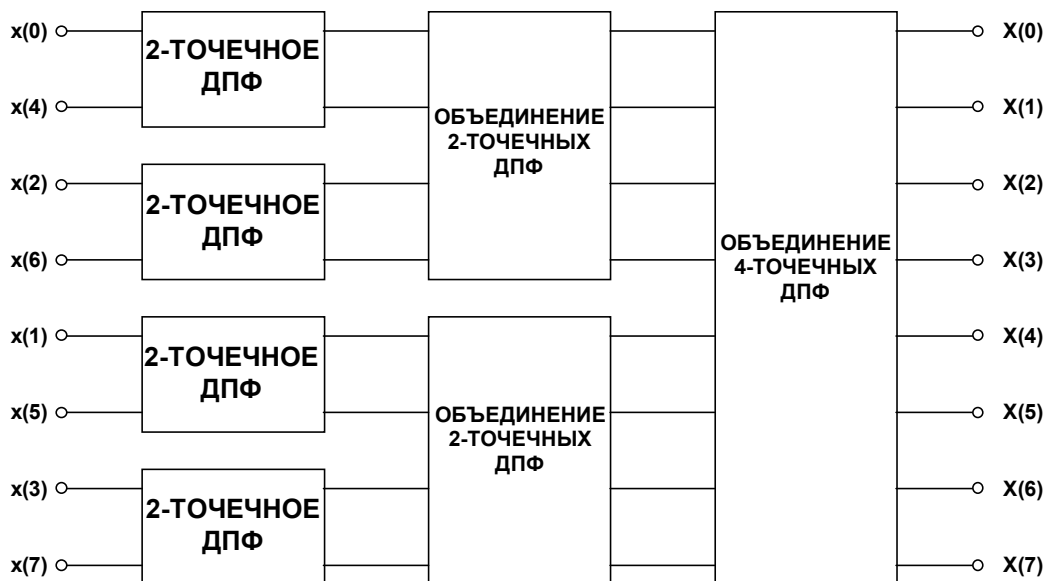 x(0)
2-ТОЧЕЧНОЕ
ДПФ
X(0)
x(4)
ОБЪЕДИНЕНИЕ
2-ТОЧЕЧНЫХ
ДПФ
X(1)
x(2)
2-ТОЧЕЧНОЕ
ДПФ
X(2)
x(6)
ОБЪЕДИНЕНИЕ
4-ТОЧЕЧНЫХ
ДПФ
X(3)
x(1)
2-ТОЧЕЧНОЕ
ДПФ
X(4)
x(5)
ОБЪЕДИНЕНИЕ
2-ТОЧЕЧНЫХ
ДПФ
X(5)
x(3)
2-ТОЧЕЧНОЕ
ДПФ
X(6)
x(7)
X(7)